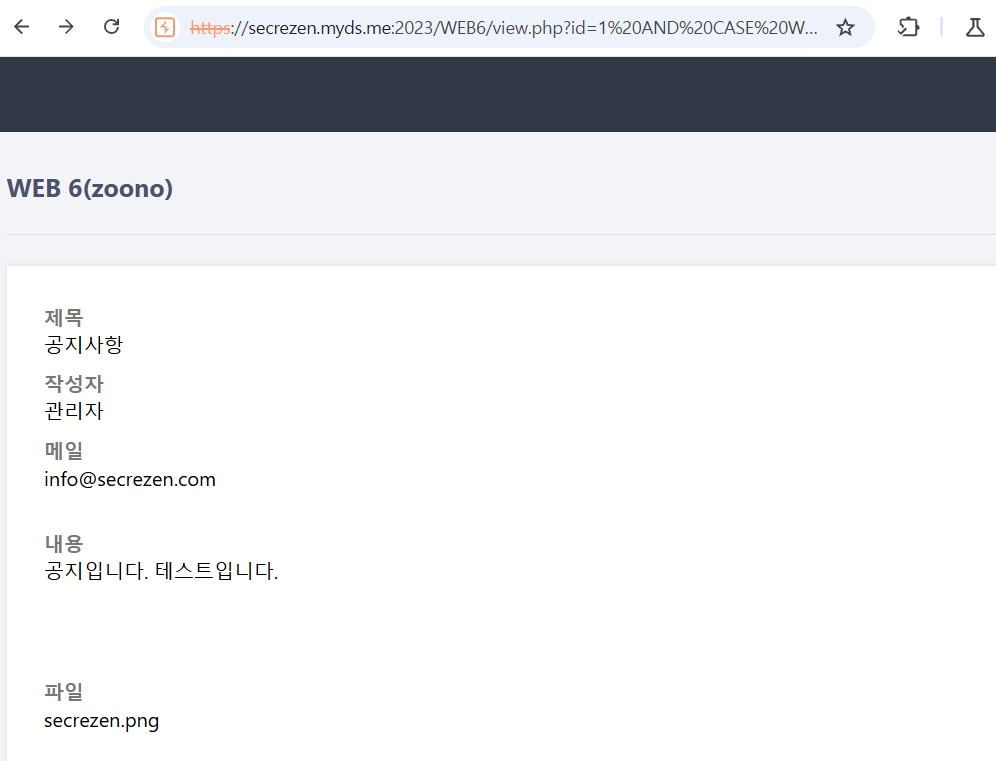 https://secrezen.myds.me:2023/WEB6/view.php?id=1%20AND%20CASE%20W...
WEB 6(zoono)
제목
공지사항
작성자
관리자
메일
info@secrezen.com
내용
공지입니다. 테스트입니다.
파일
secrezen.png